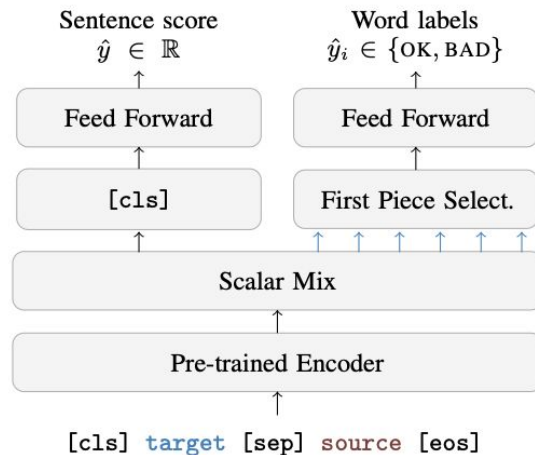 Sentence score
ŷ ∈ ℝ
Word labels
ŷᵢ ∈ {OK, BAD}
Feed Forward
Feed Forward
[cls]
First Piece Select.
Scalar Mix
Pre-trained Encoder
[cls] target [sep] source [eos]